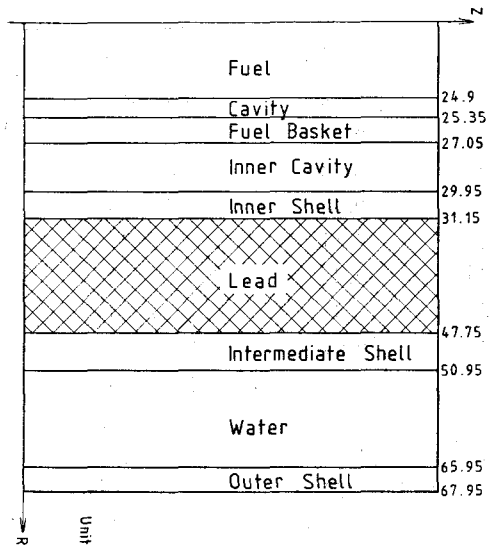 Z
Fuel
24.9
Cavity
25.35
Fuel Basket
27.05
Inner Cavity
29.95
Inner Shell
31.15
Lead
47.75
Intermediate Shell
50.95
Water
65.95
Outer Shell
67.95
Unit
R